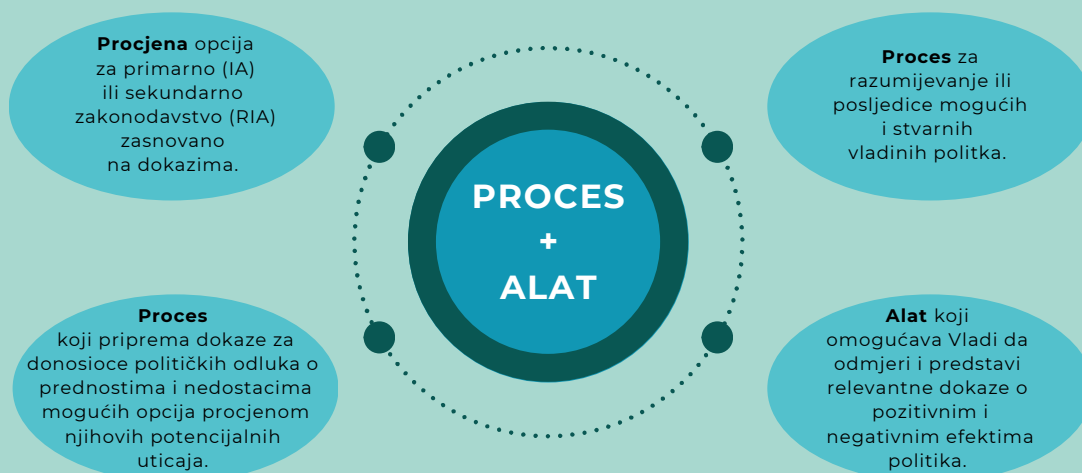 Procjena opcija
za primarno (IA)
ili sekundarno
zakonodavstvo (RIA)
zasnovano
na dokazima.
Proces za
razumijevanje ili
posljedice mogućih
i stvarnih
vladinih politka.
PROCES
+
ALAT
Proces
koji priprema dokaze za
donosioce političkih odluka o
prednostima i nedostacima
mogućih opcija procjenom
njihovih potencijalnih
uticaja.
Alat koji
omogućava Vladi da
odmjeri i predstavi
relevantne dokaze o
pozitivnim i
negativnim efektima
politika.